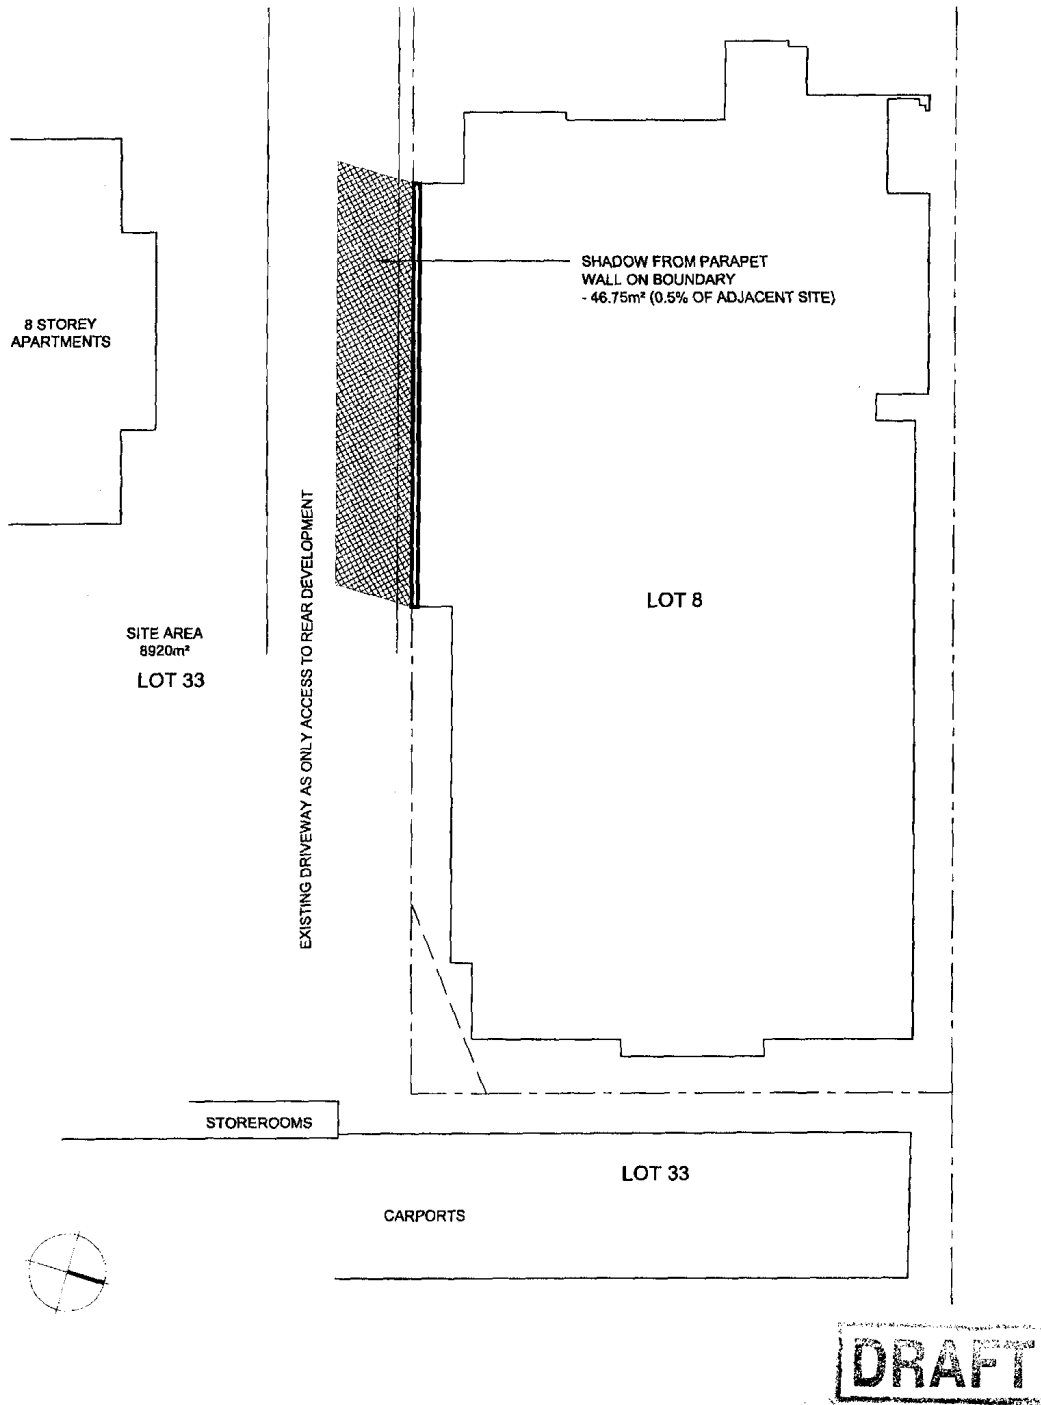 SHADOW FROM PARAPET
WALL ON BOUNDARY
- 46.75m² (0.5% OF ADJACENT SITE)
8 STOREY
APARTMENTS
EXISTING DRIVEWAY AS ONLY ACCESS TO REAR DEVELOPMENT
LOT 8
SITE AREA
8920m²
LOT 33
STOREROOMS
LOT 33
CARPORTS
DRAFT